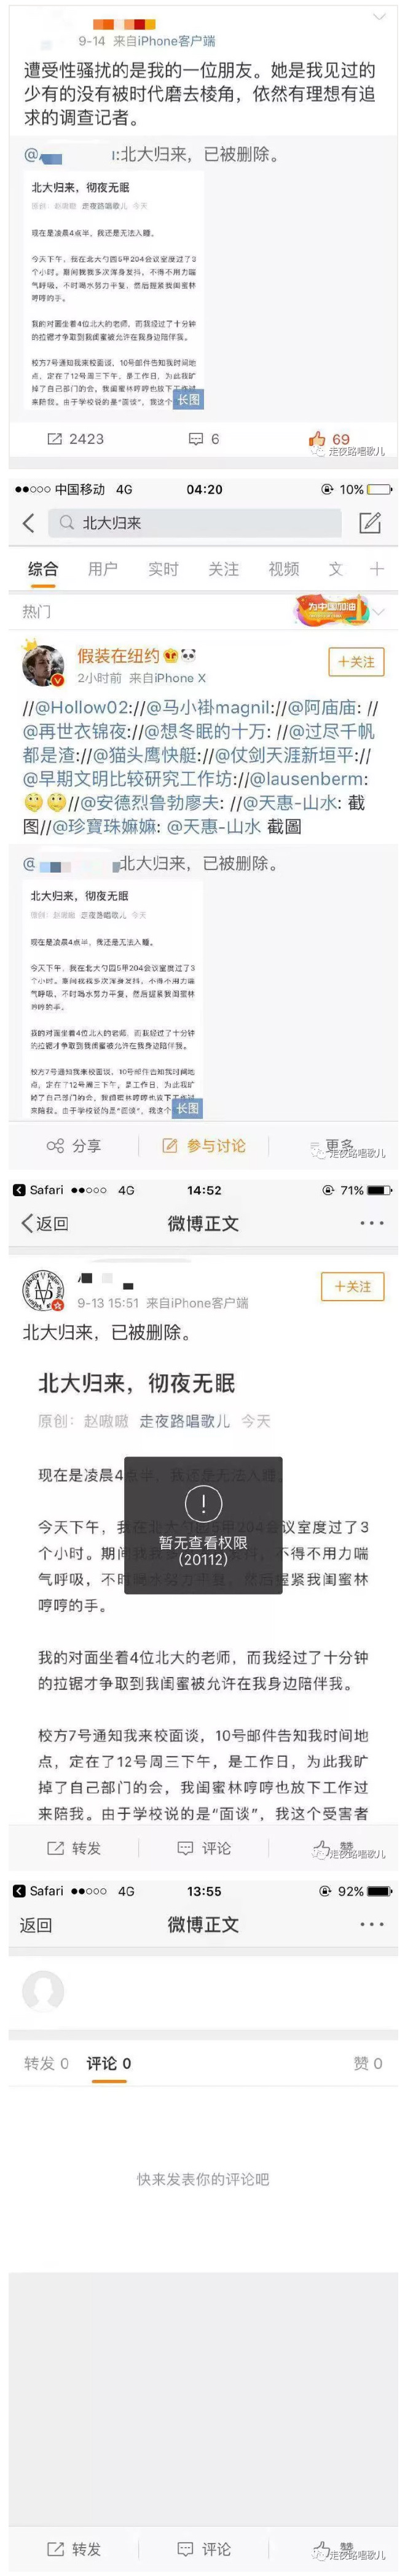 9-14 来自iPhone客户端
遭受性骚扰的是我的一位朋友。她是我见过的
少有的没有被时代磨去棱角，依然有理想有追
求的调查记者。
@ :北大归来，已被删除。
北大归来，彻夜无眠
原创：赵嗷嗷 走夜路唱歌儿 今天
现在是凌晨4点半，我还是无法入睡。
今天下午，我在北大勺园5甲204会议室度过了3
个小时。期间我多次浑身发抖，不得不用力喘
气呼吸，不时喝水努力平复，然后握紧我闺蜜林
哼哼的手。
我的对面坐着4位北大的老师，而我经过了十分钟
的拉锯才争取到我闺蜜被允许在我身边陪伴我。
校方7号通知我来校面谈，10号邮件告知我时间地
点，定在了12号周三下午，是工作日，为此我旷
掉了自己部门的会，我闺蜜林哼哼也放下工作过
来陪我。由于学校说的是“面谈”，我这个
长图
2423 6 69
走夜路唱歌儿
中国移动 4G 04:20 10%
北大归来
综合 用户 实时 关注 视频 文
热门 为中国加油
假装在纽约
2小时前 来自iPhone X
+关注
//@Hollow02://@马小褂magnil://@阿庙庙: //
@再世衣锦夜://@想冬眠的十万: //@过尽千帆
都是渣://@猫头鹰快艇://@仗剑天涯新垣平://
@早期文明比较研究工作坊://@lausenberm:
//@安德烈鲁勃廖夫: //@天惠-山水: 截
图//@珍寶珠嫲嫲: @天惠-山水 截圖
@ 北大归来，已被删除。
北大归来，彻夜无眠
原创：赵嗷嗷 走夜路唱歌儿 今天
现在是凌晨4点半，我还是无法入睡。
今天下午，我在北大勺园5甲204会议室度过了3
个小时。期间我多次浑身发抖，不得不用力喘
气呼吸，不时喝水努力平复，然后握紧我闺蜜林
哼哼的手。
我的对面坐着4位北大的老师，而我经过了十分钟
的拉锯才争取到我闺蜜被允许在我身边陪伴我。
校方7号通知我来校面谈，10号邮件告知我时间地
点，定在了12号周三下午，是工作日，为此我旷
掉了自己部门的会，我闺蜜林哼哼也放下工作过
来陪我。由于学校说的是“面谈”，我这个
长图
分享 参与讨论 更多
走夜路唱歌儿
Safari 4G 14:52 71%
返回 微博正文
9-13 15:51 来自iPhone客户端
+关注
北大归来，已被删除。
北大归来，彻夜无眠
原创：赵嗷嗷 走夜路唱歌儿 今天
现在是凌晨4点半，我还是无法入睡。
今天下午，我在北大勺园5甲204会议室度过了3
个小时。期间我 不得不用力喘
气呼吸，不时喝水努力平复，然后握紧我闺蜜林
哼哼的手。
暂无查看权限
(20112)
我的对面坐着4位北大的老师，而我经过了十分钟
的拉锯才争取到我闺蜜被允许在我身边陪伴我。
校方7号通知我来校面谈，10号邮件告知我时间地
点，定在了12号周三下午，是工作日，为此我旷
掉了自己部门的会，我闺蜜林哼哼也放下工作过
来陪我。由于学校说的是“面谈”，我这个受害者
转发 评论 赞
走夜路唱歌儿
Safari 4G 13:55 92%
返回 微博正文
转发 0 评论 0 赞 0
快来发表你的评论吧
转发 评论 赞
走夜路唱歌儿